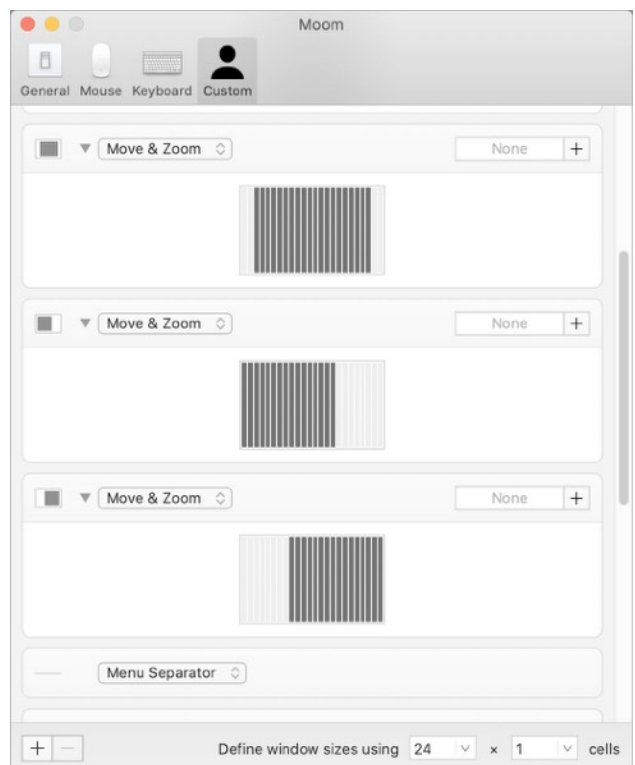 Moom
General Mouse Keyboard Custom
Move & Zoom None +
Move & Zoom None +
Move & Zoom None +
Menu Separator
+ − Define window sizes using 24 × 1 cells